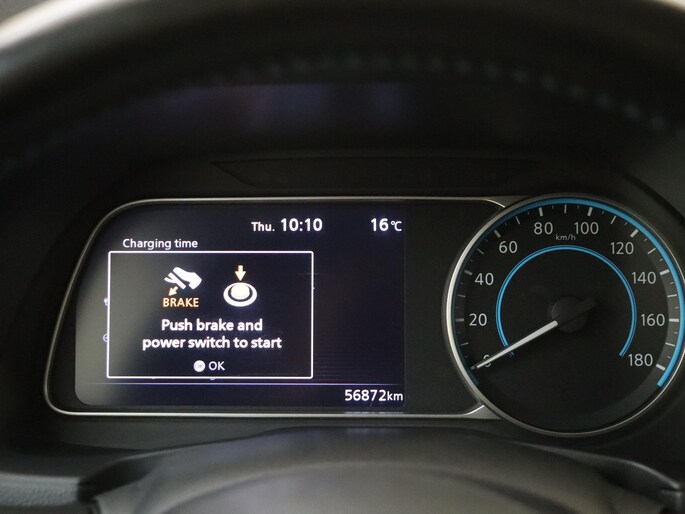 Thu. 10:10 16°C
Charging time
BRAKE
Push brake and
power switch to start
OK
56872km
0
20
40
60
80
100
120
140
160
180
km/h